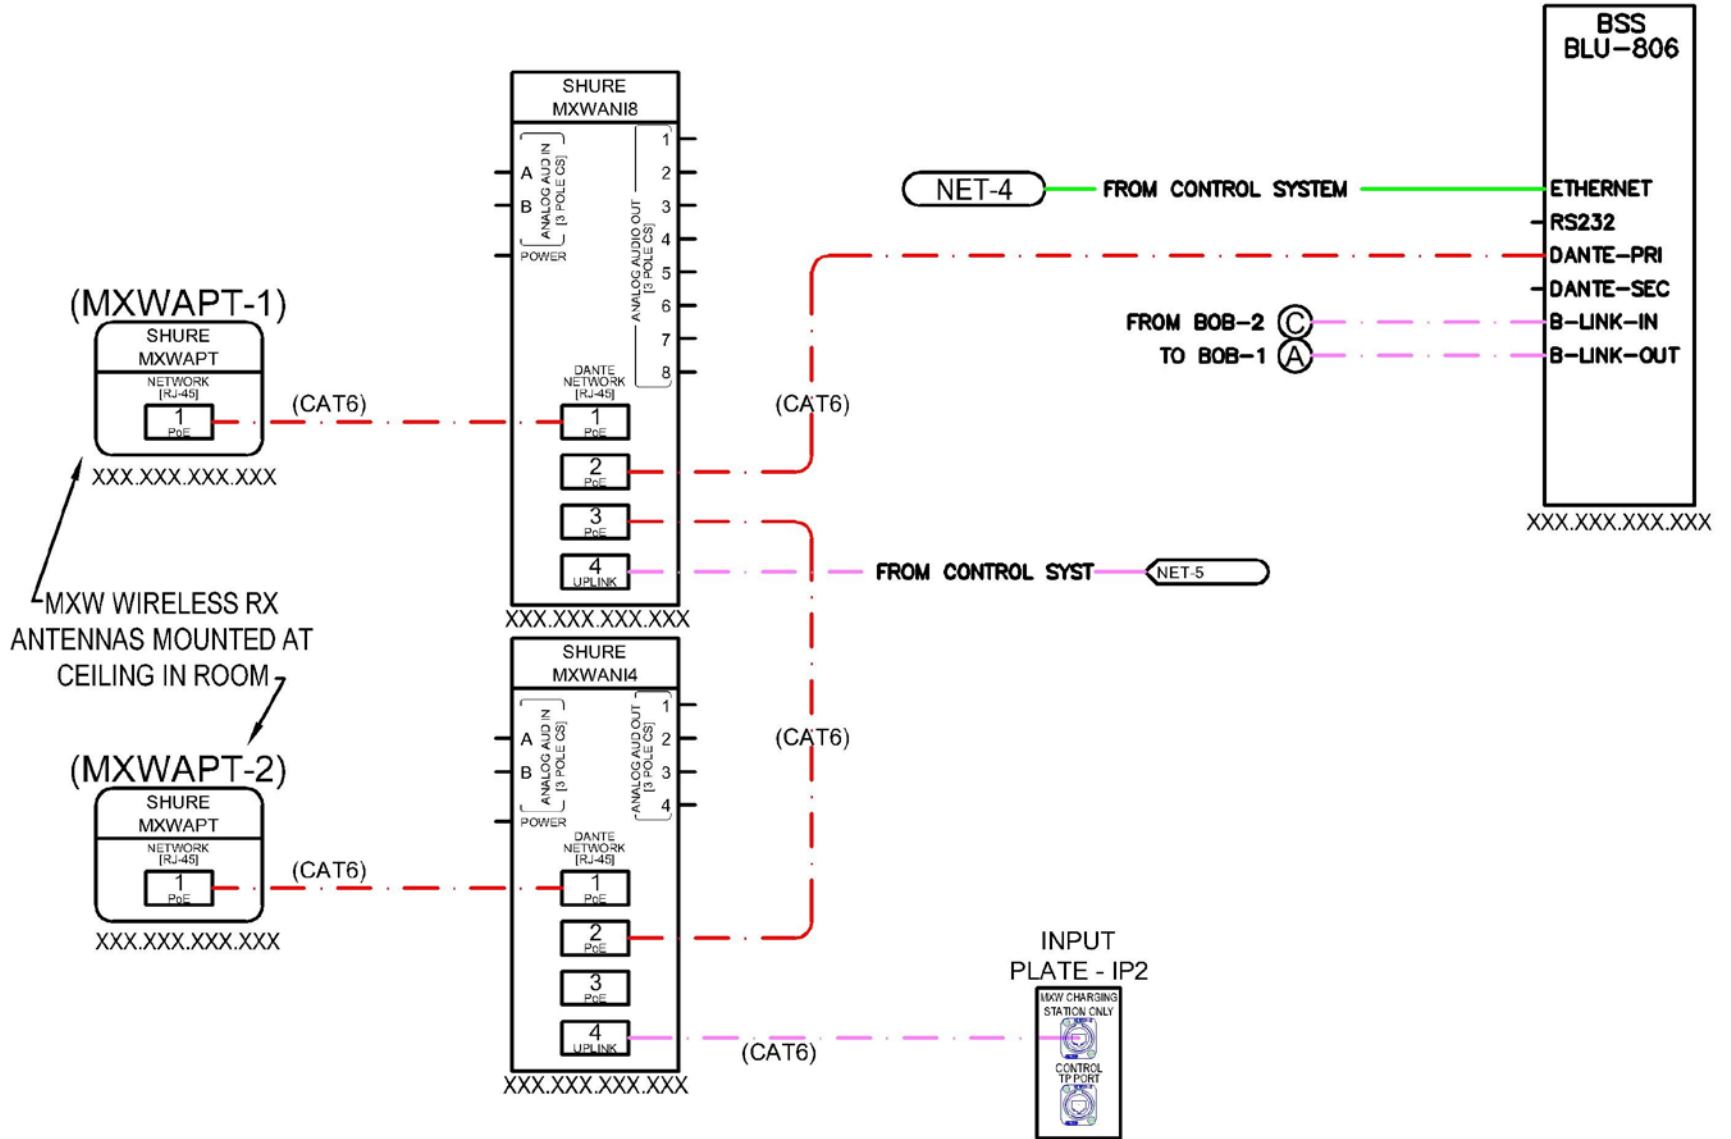 BSS
BLU-806
ETHERNET
RS232
DANTE-PRI
DANTE-SEC
B-LINK-IN
B-LINK-OUT
XXX.XXX.XXX.XXX
NET-4
FROM CONTROL SYSTEM
FROM BOB-2 C
TO BOB-1 A
SHURE
MXWANI8
A
B
ANALOG AUD IN
[3 POLE CS]
POWER
1
2
3
4
5
6
7
8
ANALOG AUDIO OUT
[3 POLE CS]
DANTE
NETWORK
[RJ-45]
1
PoE
2
PoE
3
PoE
4
UPLINK
XXX.XXX.XXX.XXX
(CAT6)
FROM CONTROL SYST
NET-5
(MXWAPT-1)
SHURE
MXWAPT
NETWORK
[RJ-45]
1
PoE
XXX.XXX.XXX.XXX
(CAT6)
MXW WIRELESS RX
ANTENNAS MOUNTED AT
CEILING IN ROOM
(MXWAPT-2)
SHURE
MXWAPT
NETWORK
[RJ-45]
1
PoE
XXX.XXX.XXX.XXX
(CAT6)
SHURE
MXWANI4
A
B
ANALOG AUD IN
[3 POLE CS]
POWER
1
2
3
4
ANALOG AUD OUT
[3 POLE CS]
DANTE
NETWORK
[RJ-45]
1
PoE
2
PoE
3
PoE
4
UPLINK
XXX.XXX.XXX.XXX
(CAT6)
(CAT6)
INPUT
PLATE - IP2
MXW CHARGING
STATION ONLY
CONTROL
TP PORT